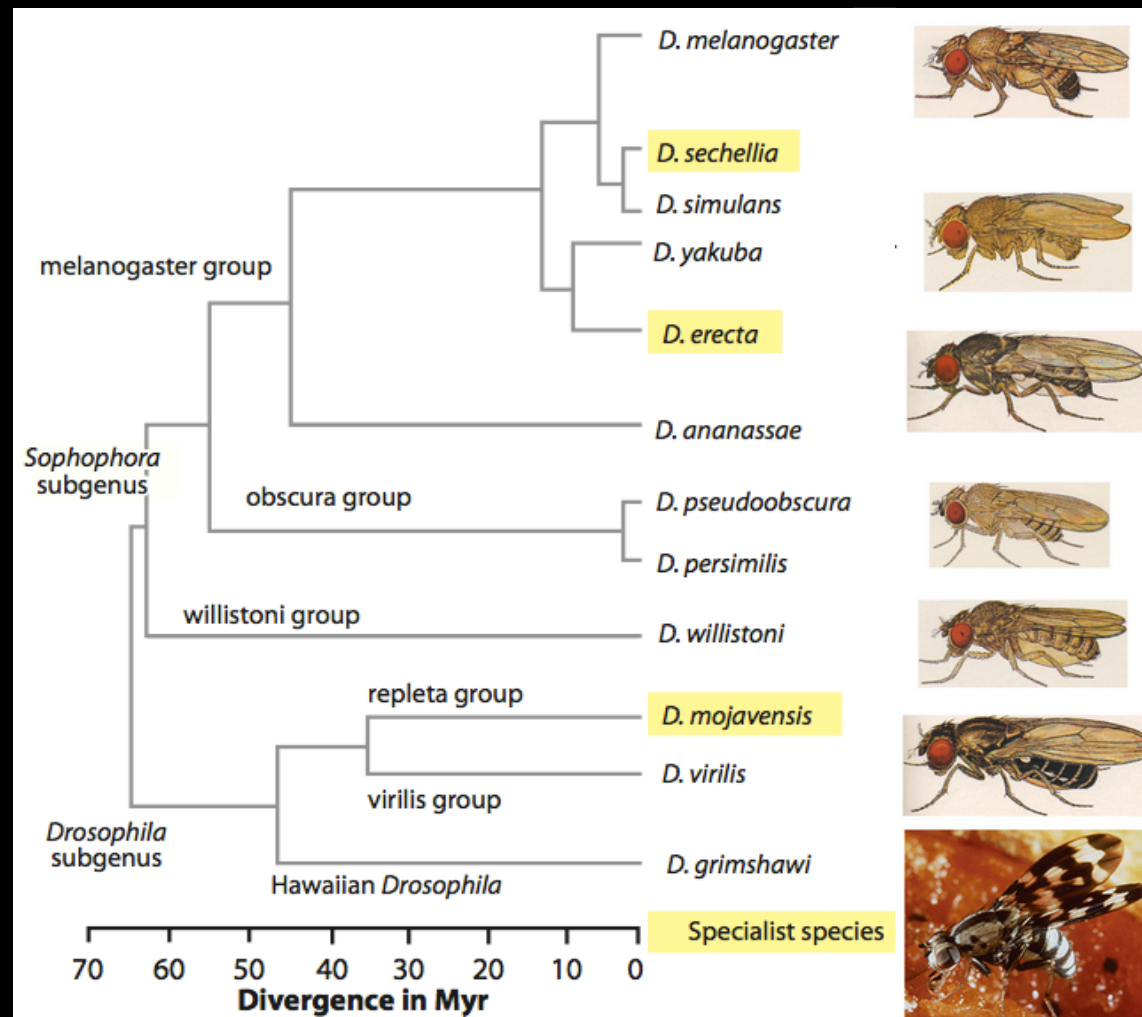 D. melanogaster
D. sechellia
D. simulans
D. yakuba
melanogaster group
D. erecta
D. ananassae
Sophophora
subgenus
obscura group
D. pseudoobscura
D. persimilis
willistoni group
D. willistoni
repleta group
D. mojavensis
D. virilis
virilis group
Drosophila
subgenus
D. grimshawi
Hawaiian Drosophila
Specialist species
70 60 50 40 30 20 10 0
Divergence in Myr